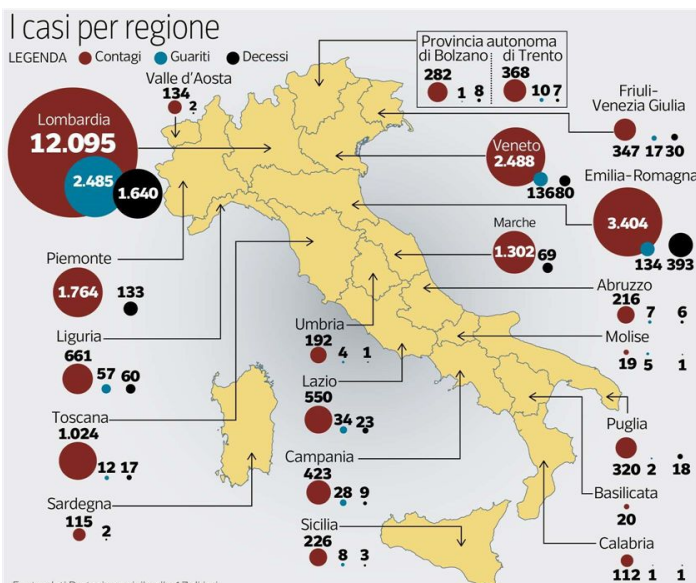 I casi per regione
LEGENDA Contagi Guariti Decessi
Provincia autonoma
di Bolzano di Trento
282 368
1 8 10 7
Valle d'Aosta
134
2
Friuli-
Venezia Giulia
347 17 30
Lombardia
12.095
2.485
1.640
Veneto
2.488
136 80
Emilia-Romagna
3.404
134 393
Marche
1.302 69
Piemonte
1.764 133
Abruzzo
216
7 6
Liguria
661
57 60
Umbria
192
4 1
Molise
19 5 1
Lazio
550
34 23
Toscana
1.024
12 17
Puglia
320 2 18
Campania
423
28 9
Basilicata
20
Sardegna
115 2
Sicilia
226
8 3
Calabria
112 1 1